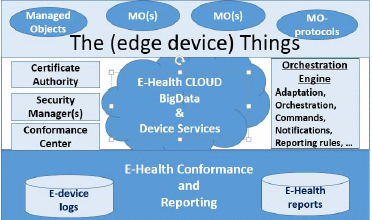 Managed
Objects
MO(s)
MO(s)
MO-
protocols
The (edge device) Things
Certificate
Authority
Security
Manager(s)
Conformance
Center
E-Health CLOUD
BigData
&
Device Services
Orchestration
Engine
Adaptation,
Orchestration,
Commands,
Notifications,
Reporting rules, ...
E-Health Conformance
and
Reporting
E-device
logs
E-Health
reports